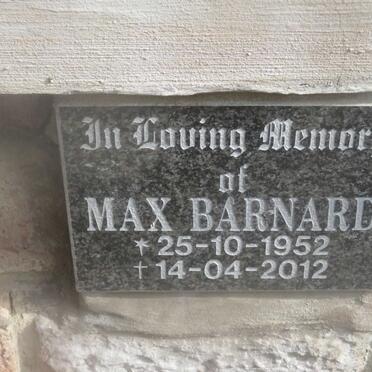 In Loving Memor
of
MAX BARNARD
* 25-10-1952
† 14-04-2012